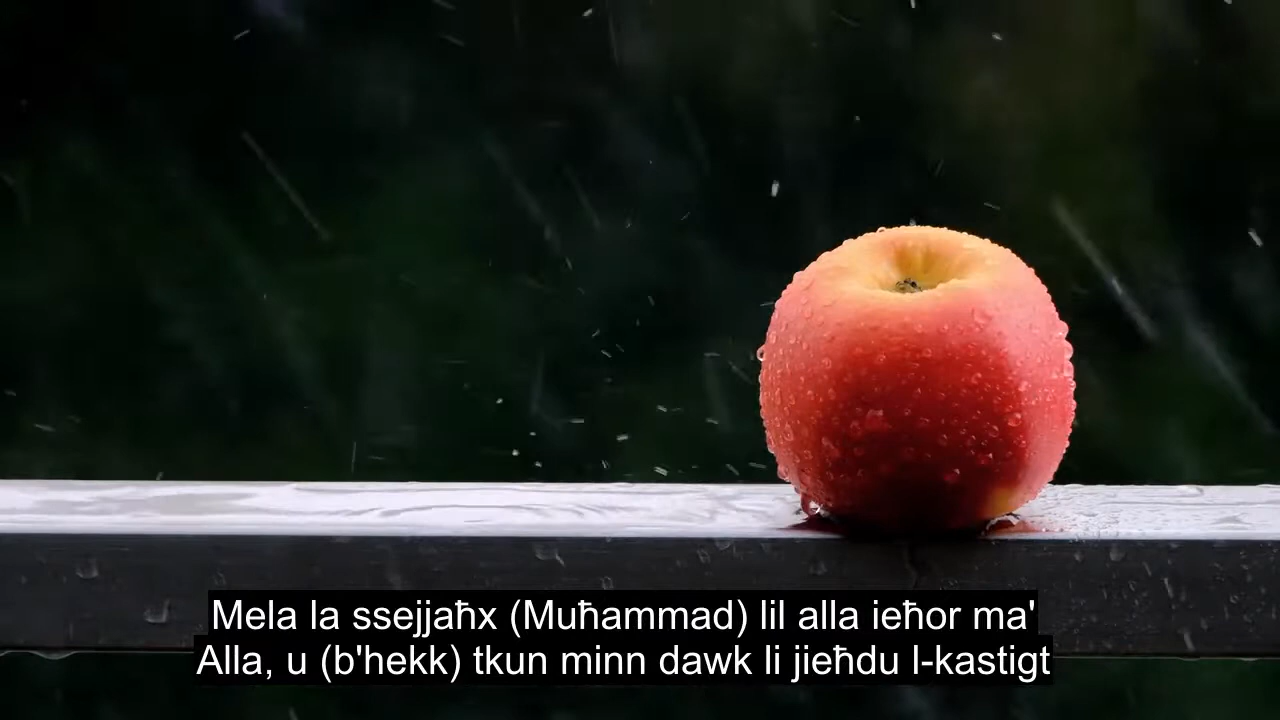 Mela la ssejjaħx (Muħammad) lil alla ieħor ma'
Alla, u (b'hekk) tkun minn dawk li jieħdu l-kastigt